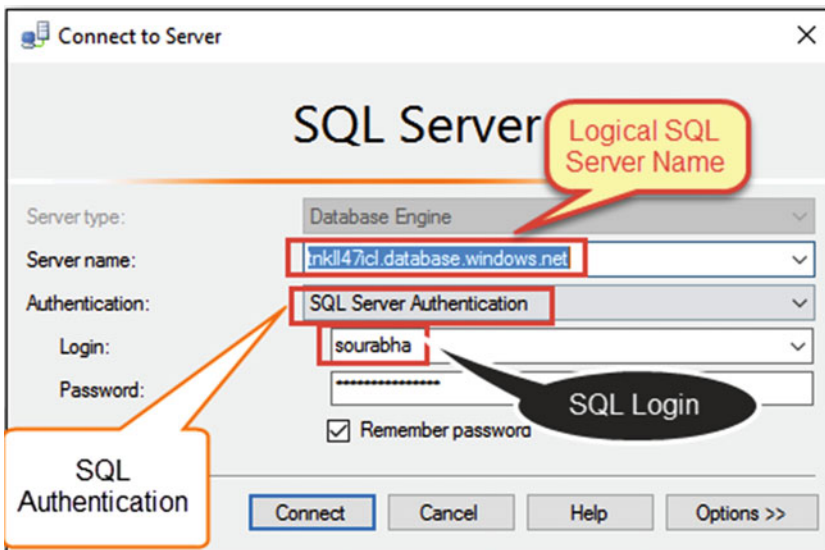 Connect to Server
SQL Server
Logical SQL
Server Name
Server type:
Database Engine
Server name:
tnkll47icl.database.windows.net
Authentication:
SQL Server Authentication
Login:
sourabha
Password:
***************
SQL Login
Remember password
SQL
Authentication
Connect
Cancel
Help
Options >>